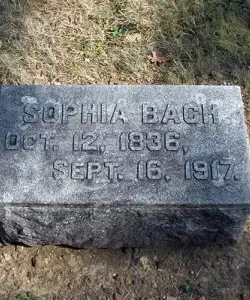 SOPHIA BACH
OCT. 12, 1836,
SEPT. 16, 1917.